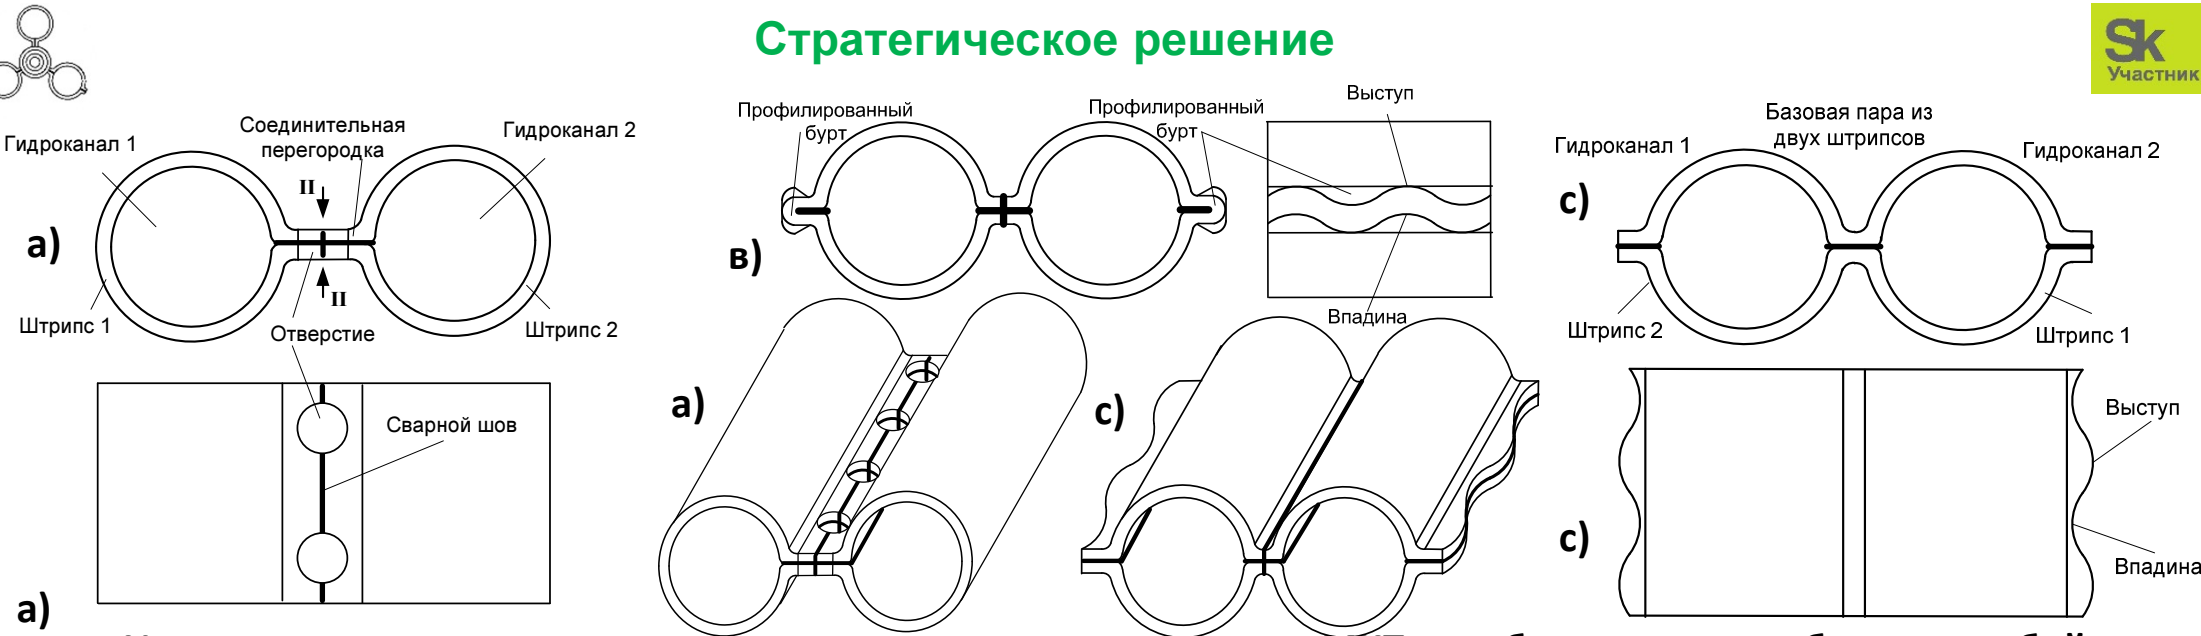 Стратегическое решение
Sk
Участник
Гидроканал 1
Соединительная
перегородка
Гидроканал 2
II
а)
II
Штрипс 1
Отверстие
Штрипс 2
Сварной шов
а)
Профилированный
бурт
Профилированный
бурт
Выступ
в)
Впадина
а)
с)
Гидроканал 1
Базовая пара из
двух штрипсов
Гидроканал 2
с)
Штрипс 2
Штрипс 1
Выступ
с)
Впадина